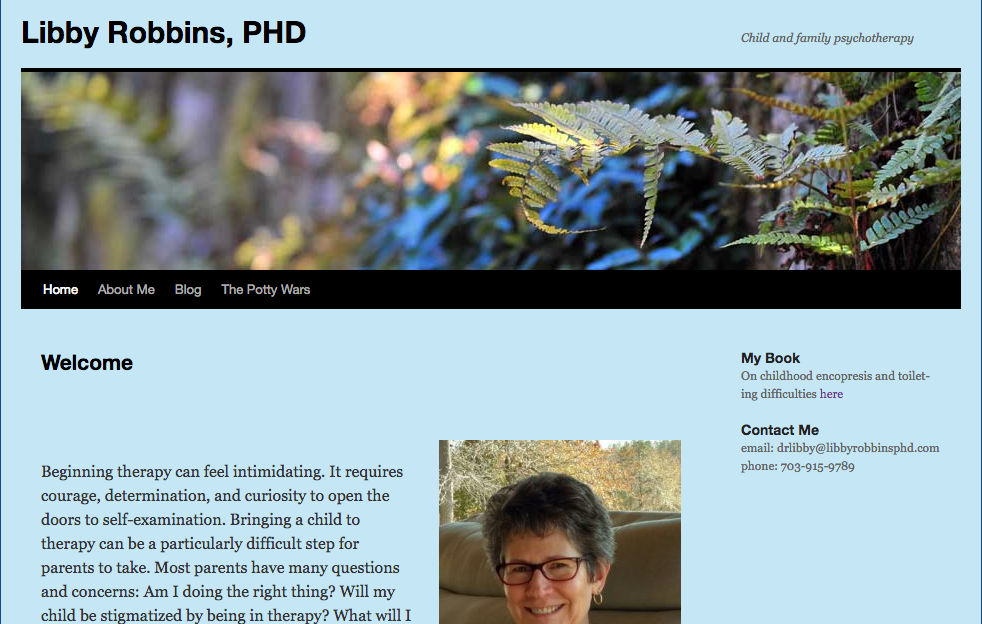 Libby Robbins, PHD
Child and family psychotherapy
Home About Me Blog The Potty Wars
Welcome
Beginning therapy can feel intimidating. It requires
courage, determination, and curiosity to open the
doors to self-examination. Bringing a child to
therapy can be a particularly difficult step for
parents to take. Most parents have many questions
and concerns: Am I doing the right thing? Will my
child be stigmatized by being in therapy? What will I
My Book
On childhood encopresis and toilet-
ing difficulties here
Contact Me
email: drlibby@libbyrobbinsphd.com
phone: 703-915-9789